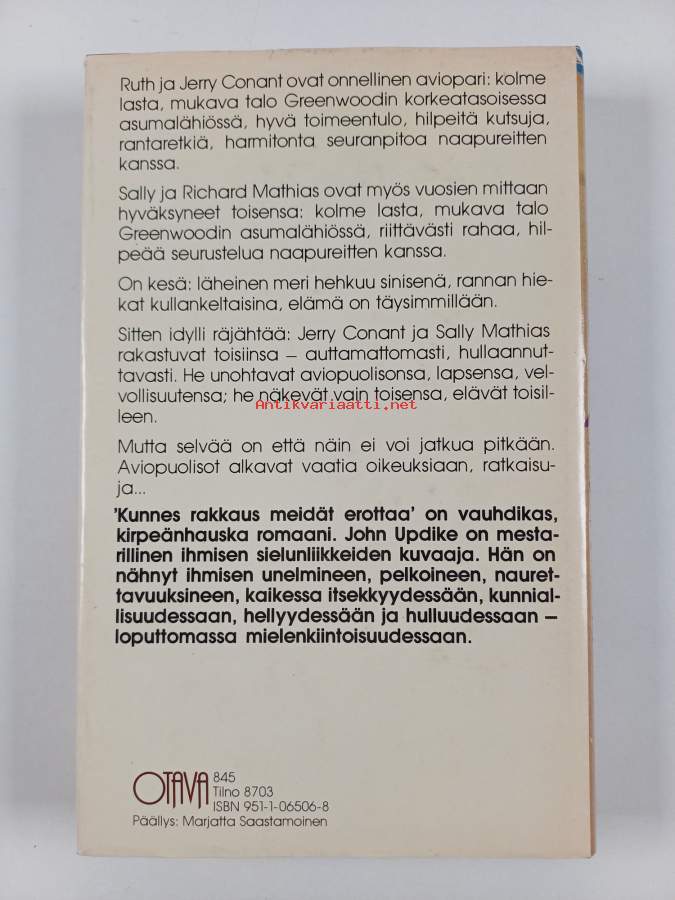 Ruth ja Jerry Conant ovat onnellinen aviopari: kolme
lasta, mukava talo Greenwoodin korkeatasoisessa
asumalähiössä, hyvä toimeentulo, hilpeitä kutsuja,
rantaretkiä, harmitonta seuranpitoa naapureitten
kanssa.
Sally ja Richard Mathias ovat myös vuosien mittaan
hyväksyneet toisensa: kolme lasta, mukava talo
Greenwoodin asumalähiössä, riittävästi rahaa, hil-
peää seurustelua naapureitten kanssa.
On kesä: läheinen meri hehkuu sinisenä, rannan hie-
kat kullankeltaisina, elämä on täysimmillään.
Sitten idylli räjähtää: Jerry Conant ja Sally Mathias
rakastuvat toisiinsa – auttamattomasti, hullaannut-
tavasti. He unohtavat aviopuolisonsa, lapsensa, vel-
vollisuutensa; he näkevät vain toisensa, elävät toisil-
leen.
Antikvariaatti.net
Mutta selvää on että näin ei voi jatkua pitkään.
Aviopuolisot alkavat vaatia oikeuksiaan, ratkaisu-
ja...
'Kunnes rakkaus meidät erottaa' on vauhdikas,
kirpeänhauska romaani. John Updike on mesta-
rillinen ihmisen sielunliikkeiden kuvaaja. Hän on
nähnyt ihmisen unelmineen, pelkoineen, nauret-
tavuuksineen, kaikessa itsekkyydessään, kunnial-
lisuudessaan, hellyydessään ja hulluudessaan –
loputtomassa mielenkiintoisuudessaan.
OTAVA 845
Tilno 8703
ISBN 951-1-06506-8
Päällys: Marjatta Saastamoinen